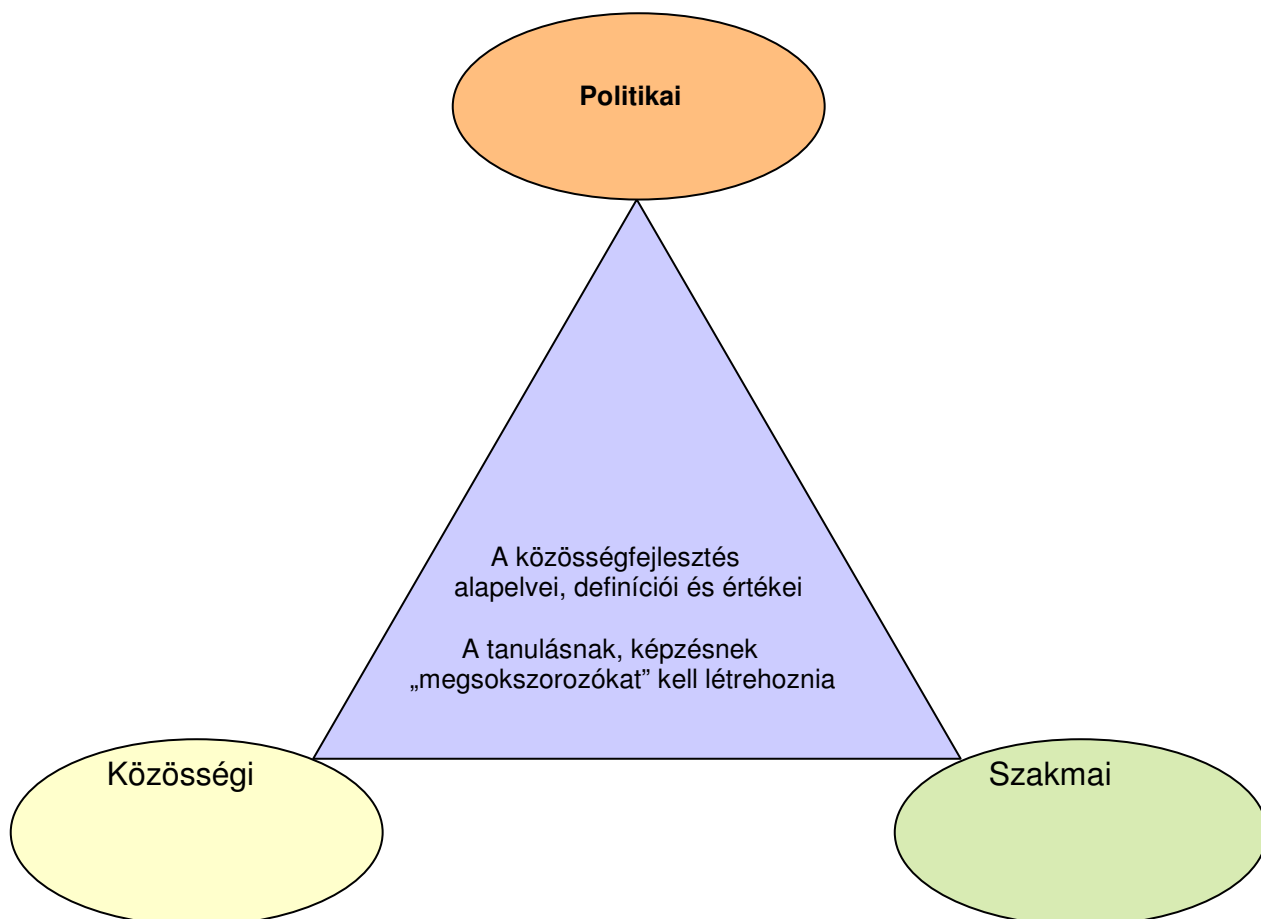 Politikai
A közösségfejlesztés
alapelvei, definíciói és értékei
A tanulásnak, képzésnek
„megsokszorozókat” kell létrehoznia
Közösségi
Szakmai